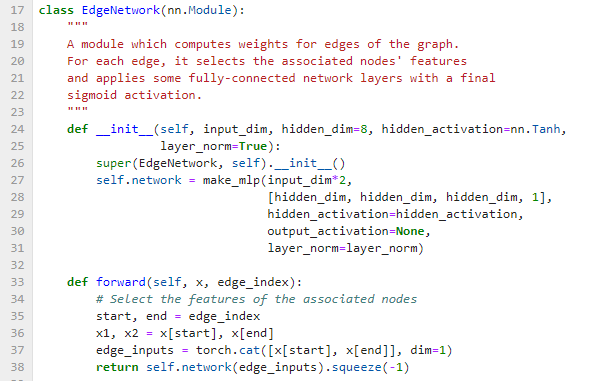 17 class EdgeNetwork(nn.Module):
18     """
19     A module which computes weights for edges of the graph.
20     For each edge, it selects the associated nodes' features
21     and applies some fully-connected network layers with a final
22     sigmoid activation.
23     """
24     def __init__(self, input_dim, hidden_dim=8, hidden_activation=nn.Tanh,
25                  layer_norm=True):
26         super(EdgeNetwork, self).__init__()
27         self.network = make_mlp(input_dim*2,
28                                 [hidden_dim, hidden_dim, hidden_dim, 1],
29                                 hidden_activation=hidden_activation,
30                                 output_activation=None,
31                                 layer_norm=layer_norm)
32
33     def forward(self, x, edge_index):
34         # Select the features of the associated nodes
35         start, end = edge_index
36         x1, x2 = x[start], x[end]
37         edge_inputs = torch.cat([x[start], x[end]], dim=1)
38         return self.network(edge_inputs).squeeze(-1)